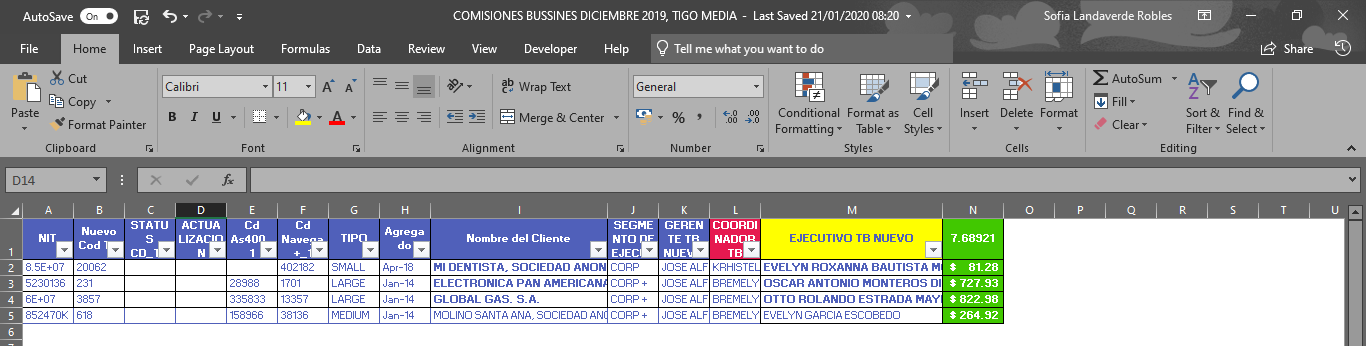 AutoSave On COMISIONES BUSSINES DICIEMBRE 2019, TIGO MEDIA - Last Saved 21/01/2020 08:20 Sofia Landaverde Robles
File Home Insert Page Layout Formulas Data Review View Developer Help Tell me what you want to do Share
Cut
Copy
Format Painter
Paste
Clipboard
Calibri 11
B I U
Font
Wrap Text
Merge & Center
Alignment
General
$ % ,
Number
Conditional Formatting
Format as Table
Cell Styles
Styles
Insert Delete Format
Cells
AutoSum
Fill
Clear
Sort & Filter
Find & Select
Editing
D14 fx
A B C D E F G H I J K L M N O P Q R S T U
1 NIT Nuevo Cod STATUS CD_ ACTUALIZACION Cd As400 1 Cd Navega +_1 TIPO Agregado Nombre del Cliente SEGMENTO DE EJEC GERENTE TB NUEV COORDINADOR TB EJECUTIVO TB NUEVO 7.68921
2 8.5E+07 20062 402182 SMALL Apr-18 MI DENTISTA, SOCIEDAD ANON CORP JOSE ALF KRHISTEL EVELYN ROXANNA BAUTISTA M $ 81.28
3 5230136 231 28988 1701 LARGE Jan-14 ELECTRONICA PAN AMERICANA CORP + JOSE ALF BREMELY OSCAR ANTONIO MONTEROS DI $ 727.93
4 6E+07 3857 335833 13357 LARGE Jan-14 GLOBAL GAS. S.A. CORP + JOSE ALF BREMELY OTTO ROLANDO ESTRADA MAY $ 822.98
5 852470K 618 158966 38136 MEDIUM Jan-14 MOLINO SANTA ANA, SOCIEDAD ANO CORP + JOSE ALF BREMELY EVELYN GARCIA ESCOBEDO $ 264.92
6